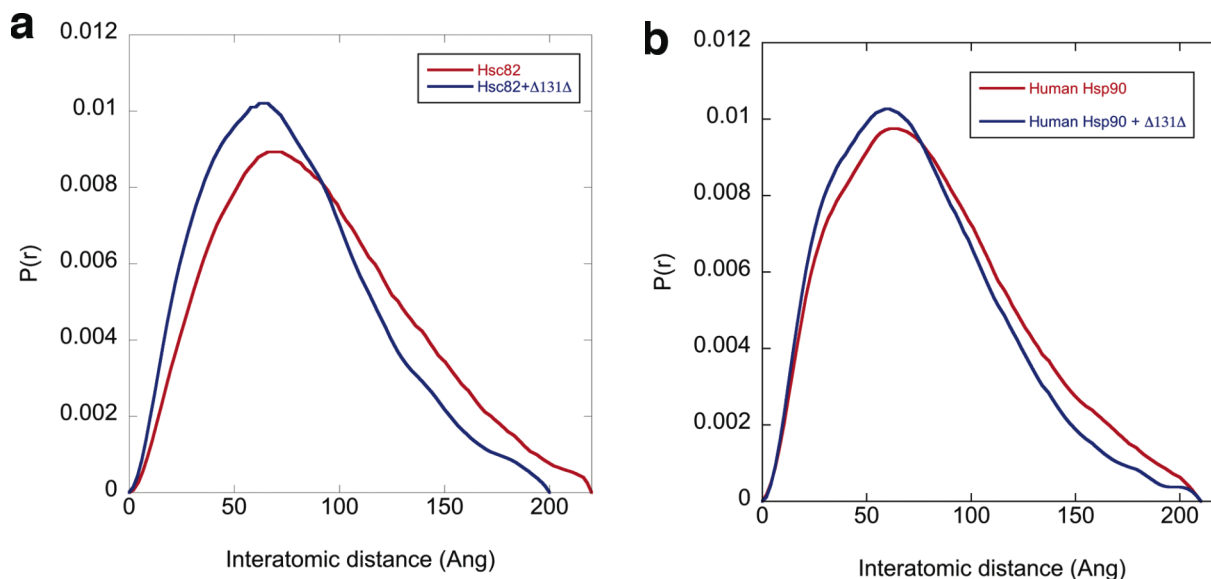 a
0.012
0.01
0.008
0.006
0.004
0.002
0
P(r)
Hsc82
Hsc82+Δ131Δ
0 50 100 150 200
Interatomic distance (Ang)
b
0.012
0.01
0.008
0.006
0.004
0.002
0
P(r)
Human Hsp90
Human Hsp90 + Δ131Δ
0 50 100 150 200
Interatomic distance (Ang)